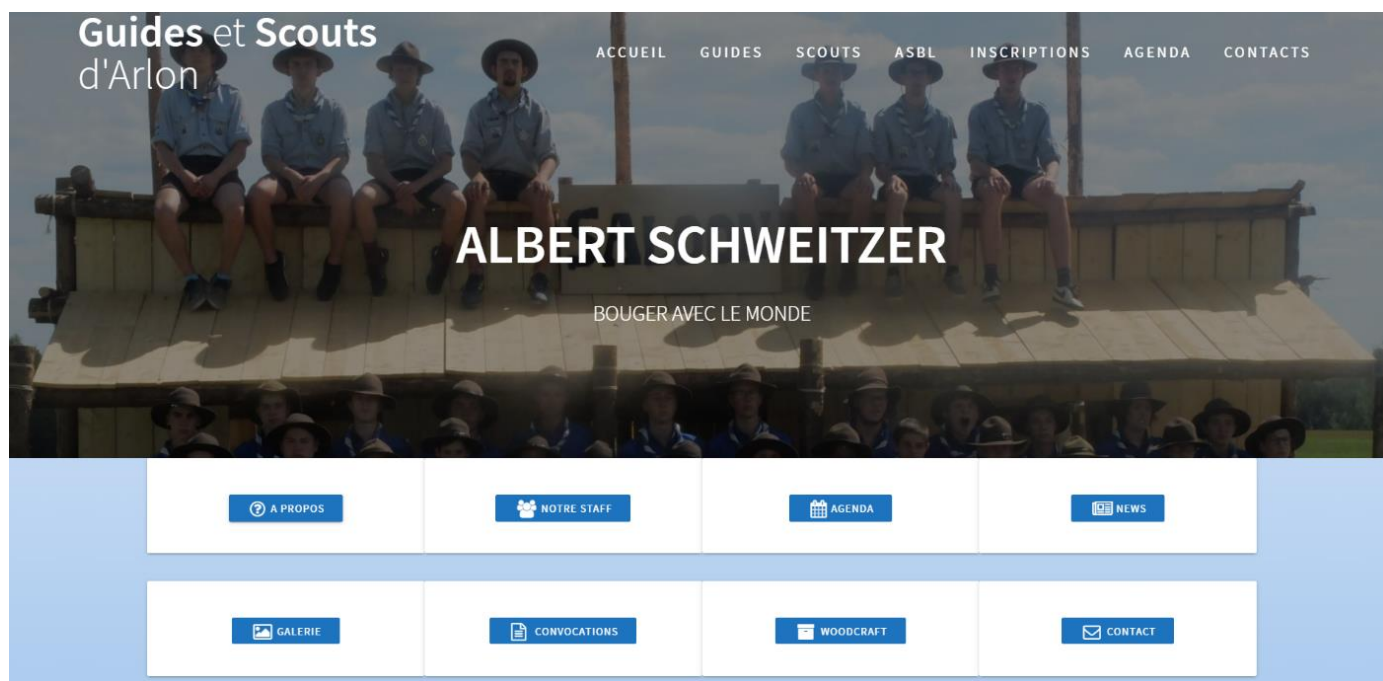 Guides et Scouts
d'Arlon
ACCUEIL GUIDES SCOUTS ASBL INSCRIPTIONS AGENDA CONTACTS
SALOON
ALBERT SCHWEITZER
BOUGER AVEC LE MONDE
A PROPOS NOTRE STAFF AGENDA NEWS
GALERIE CONVOCATIONS WOODCRAFT CONTACT